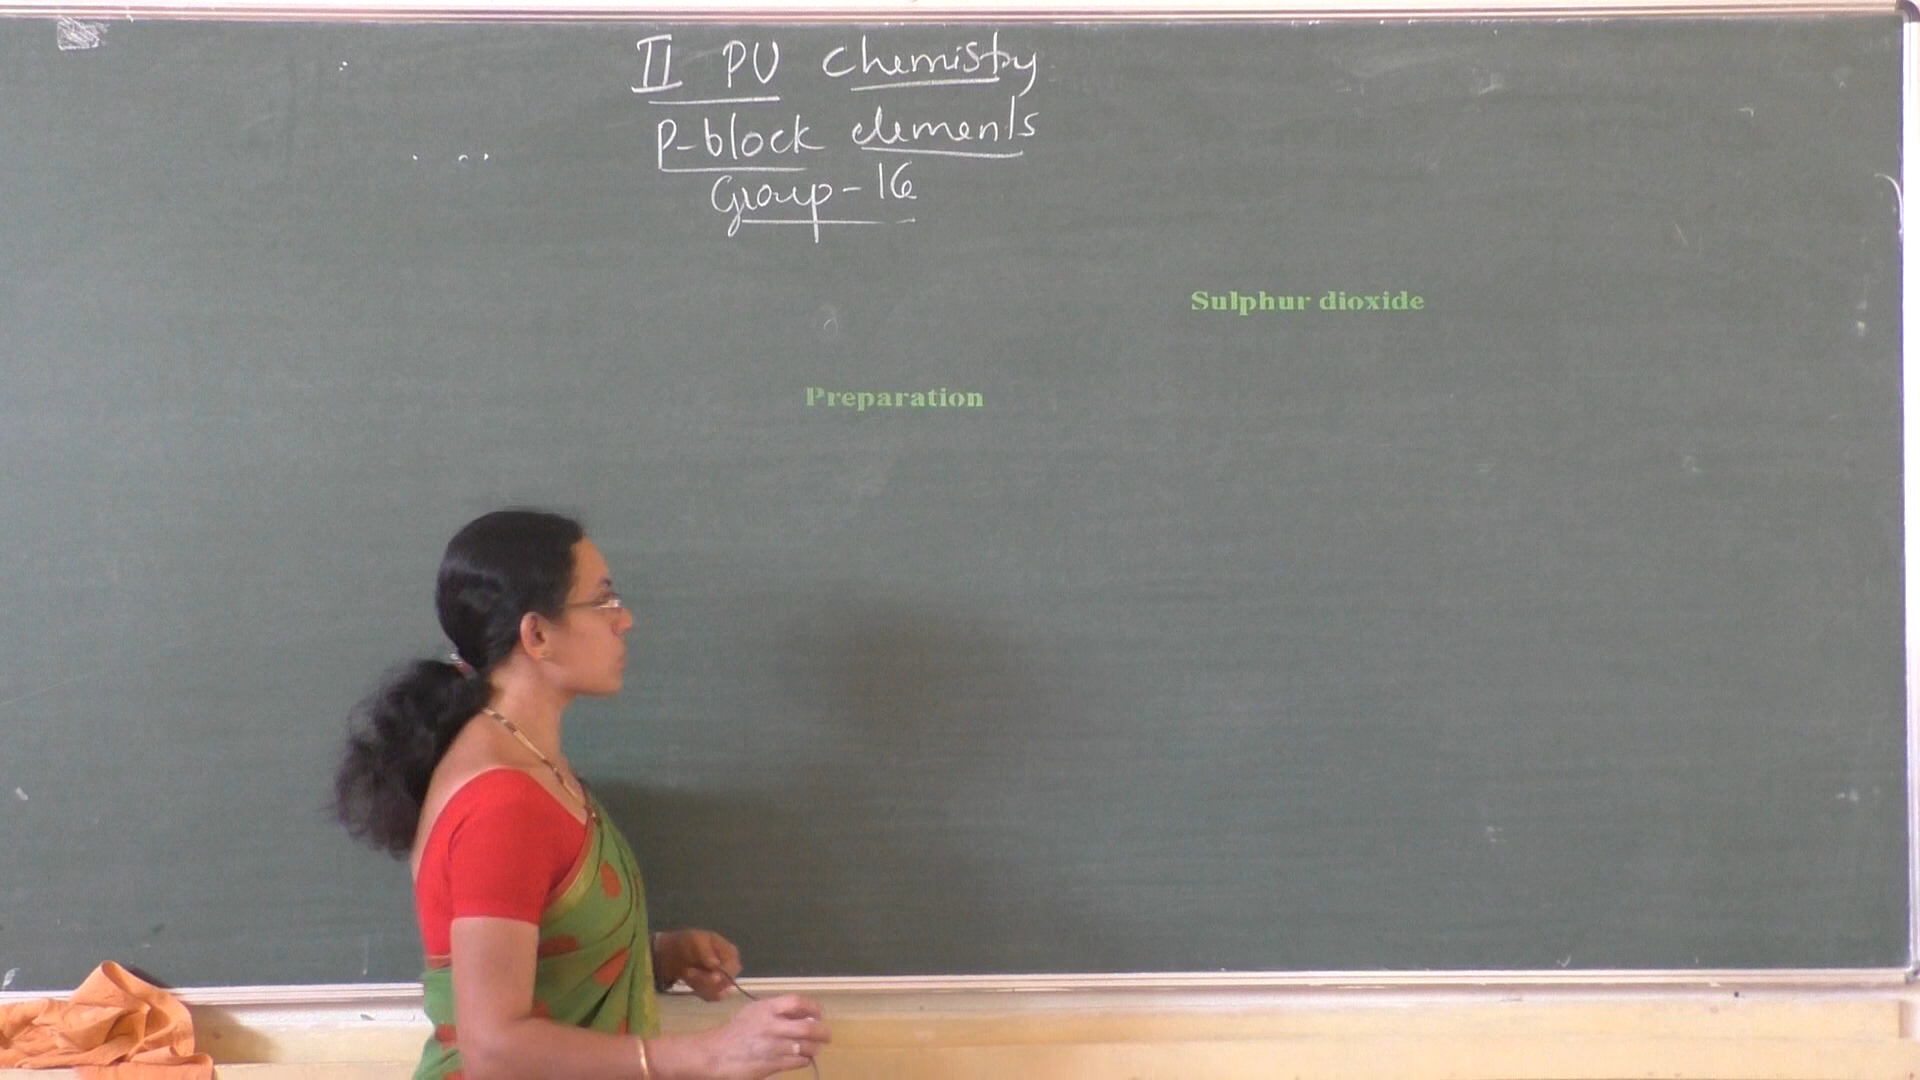 II PU Chemistry
P-block elements
Group-16
Sulphur dioxide
Preparation